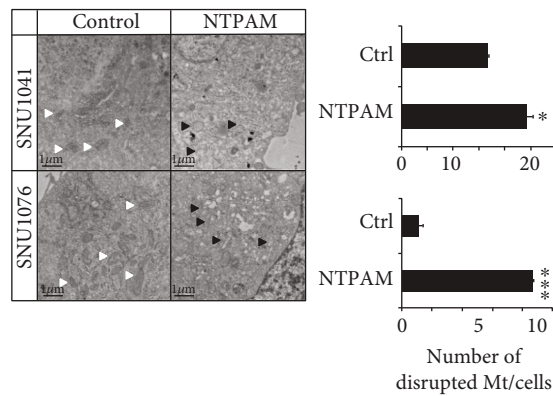 Control NTPAM
SNU1041
1μm 1μm
SNU1076
1μm 1μm
Ctrl
NTPAM *
0 10 20
Ctrl
NTPAM ***
0 5 10
Number of
disrupted Mt/cells